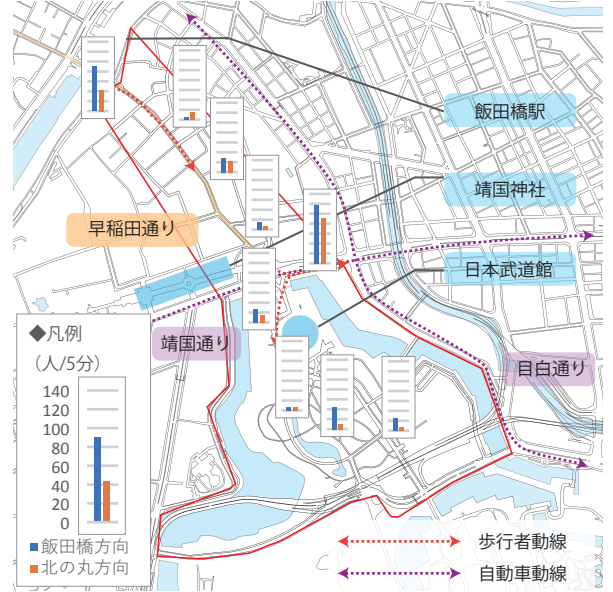 飯田橋駅
靖国神社
早稲田通り
日本武道館
◆凡例
靖国通り
(人/5分)
目白通り
140
120
100
80
60
40
20
0
飯田橋方向
北の丸方向
歩行者動線
自動車動線